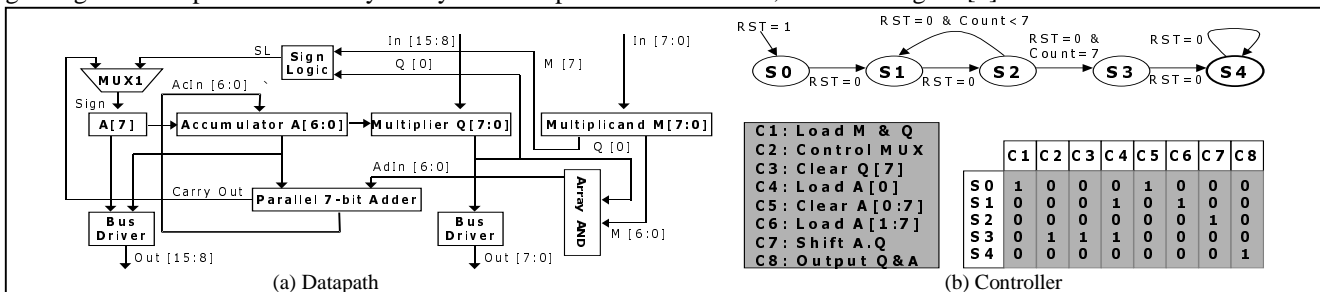 In [15:8]
In [7:0]
SL
Sign
Logic
Q [0]
M [7]
MUX1
AcIn [6:0]
Sign
A[7]
Accumulator A[6:0]
Multiplier Q[7:0]
Multiplicand M[7:0]
Q [0]
AdIn [6:0]
Carry Out
Parallel 7-bit Adder
Array AND
Bus
Driver
Bus
Driver
M [6:0]
Out [15:8]
Out [7:0]
(a) Datapath
RST=1
RST=0 & Count<7
RST=0 &
Count=7
RST=0
S0
S1
S2
S3
S4
RST=0
RST=0
RST=0
C1: Load M & Q
C2: Control MUX
C3: Clear Q[7]
C4: Load A[0]
C5: Clear A[0:7]
C6: Load A[1:7]
C7: Shift A.Q
C8: Output Q&A
C1 C2 C3 C4 C5 C6 C7 C8
S0 1 0 0 0 1 0 0 0
S1 0 0 0 1 0 1 0 0
S2 0 0 0 0 0 0 1 0
S3 0 1 1 1 0 0 0 0
S4 0 0 0 0 0 0 0 1
(b) Controller